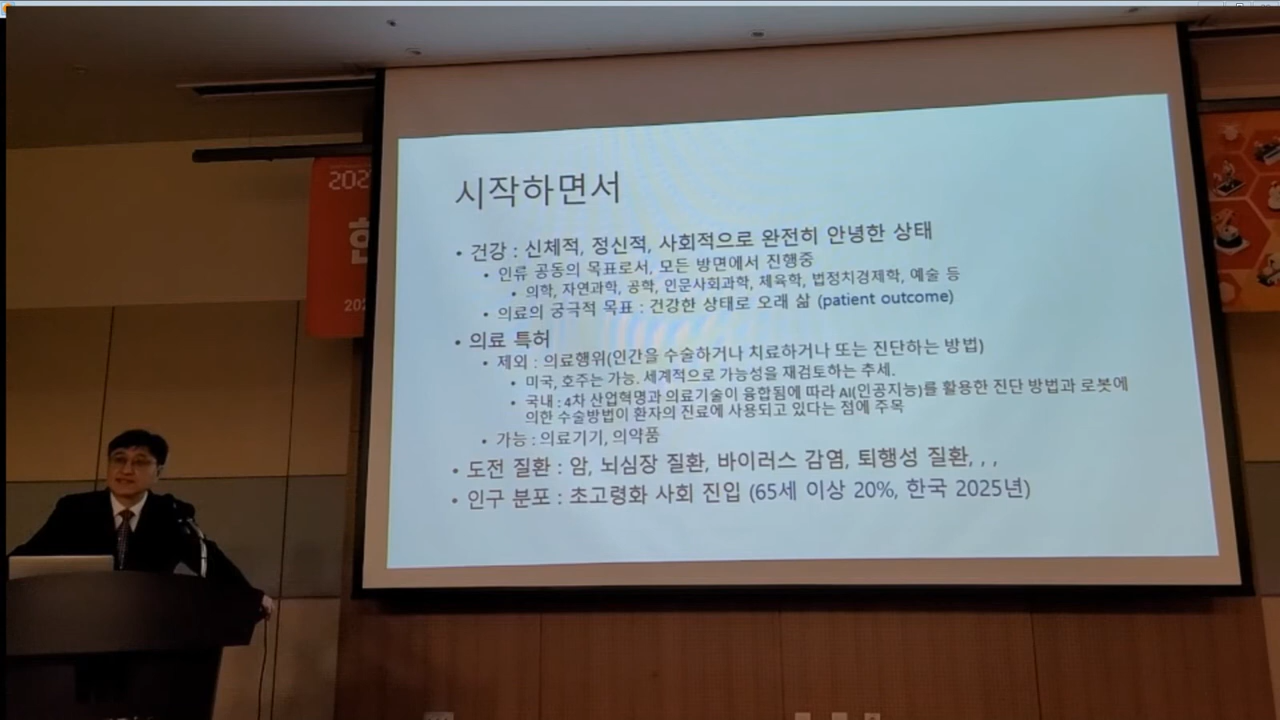 시작하면서
• 건강 : 신체적, 정신적, 사회적으로 완전히 안녕한 상태
• 인류 공동의 목표로서, 모든 방면에서 진행중
• 의학, 자연과학, 공학, 인문사회과학, 체육학, 법정치경제학, 예술 등
• 의료의 궁극적 목표 : 건강한 상태로 오래 삶 (patient outcome)
• 의료 특허
• 제외 : 의료행위(인간을 수술하거나 치료하거나 또는 진단하는 방법)
• 미국, 호주는 가능. 세계적으로 가능성을 재검토하는 추세.
• 국내 : 4차 산업혁명과 의료기술이 융합됨에 따라 AI(인공지능)를 활용한 진단 방법과 로봇에
의한 수술방법이 환자의 진료에 사용되고 있다는 점에 주목
• 가능 : 의료기기, 의약품
• 도전 질환 : 암, 뇌심장 질환, 바이러스 감염, 퇴행성 질환, , ,
• 인구 분포 : 초고령화 사회 진입 (65세 이상 20%, 한국 2025년)
202
한
202